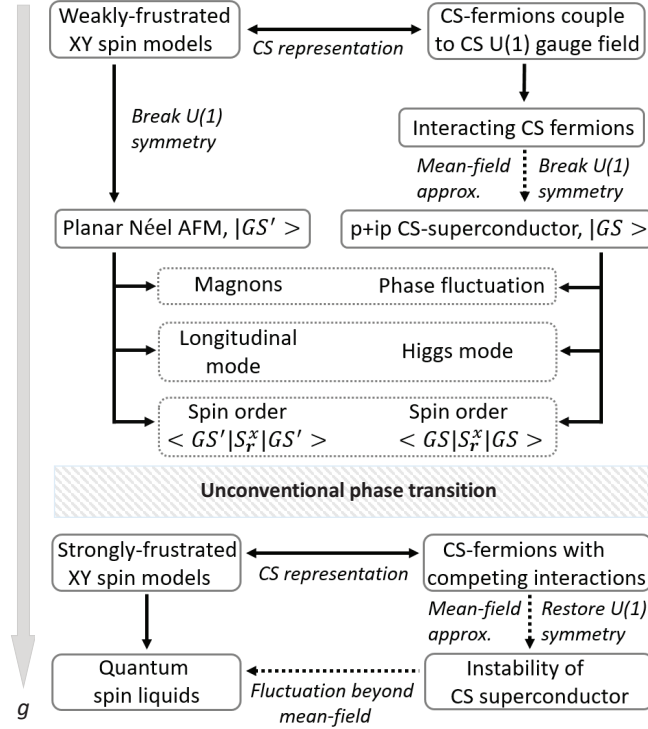 Weakly-frustrated
XY spin models
CS representation
CS-fermions couple
to CS U(1) gauge field
Break U(1)
symmetry
Interacting CS fermions
Mean-field
approx.
Break U(1)
symmetry
Planar Néel AFM, |GS′ >
p+ip CS-superconductor, |GS >
Magnons
Phase fluctuation
Longitudinal
mode
Higgs mode
Spin order
< GS′|S_r^x|GS′ >
Spin order
< GS|S_r^x|GS >
Unconventional phase transition
Strongly-frustrated
XY spin models
CS representation
CS-fermions with
competing interactions
Mean-field
approx.
Restore U(1)
symmetry
Quantum
spin liquids
Fluctuation beyond
mean-field
Instability of
CS superconductor
g